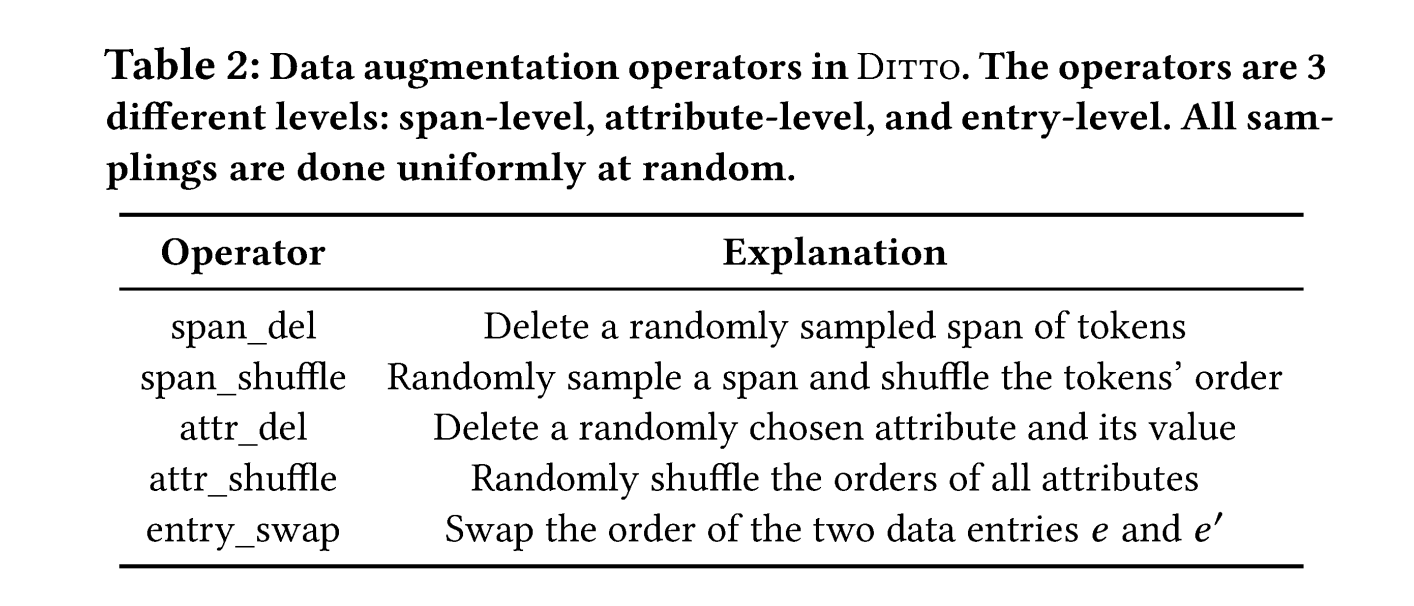 Table 2: Data augmentation operators in DITTO. The operators are 3
different levels: span-level, attribute-level, and entry-level. All sam-
plings are done uniformly at random.
Operator Explanation
span_del Delete a randomly sampled span of tokens
span_shuffle Randomly sample a span and shuffle the tokens’ order
attr_del Delete a randomly chosen attribute and its value
attr_shuffle Randomly shuffle the orders of all attributes
entry_swap Swap the order of the two data entries e and e′